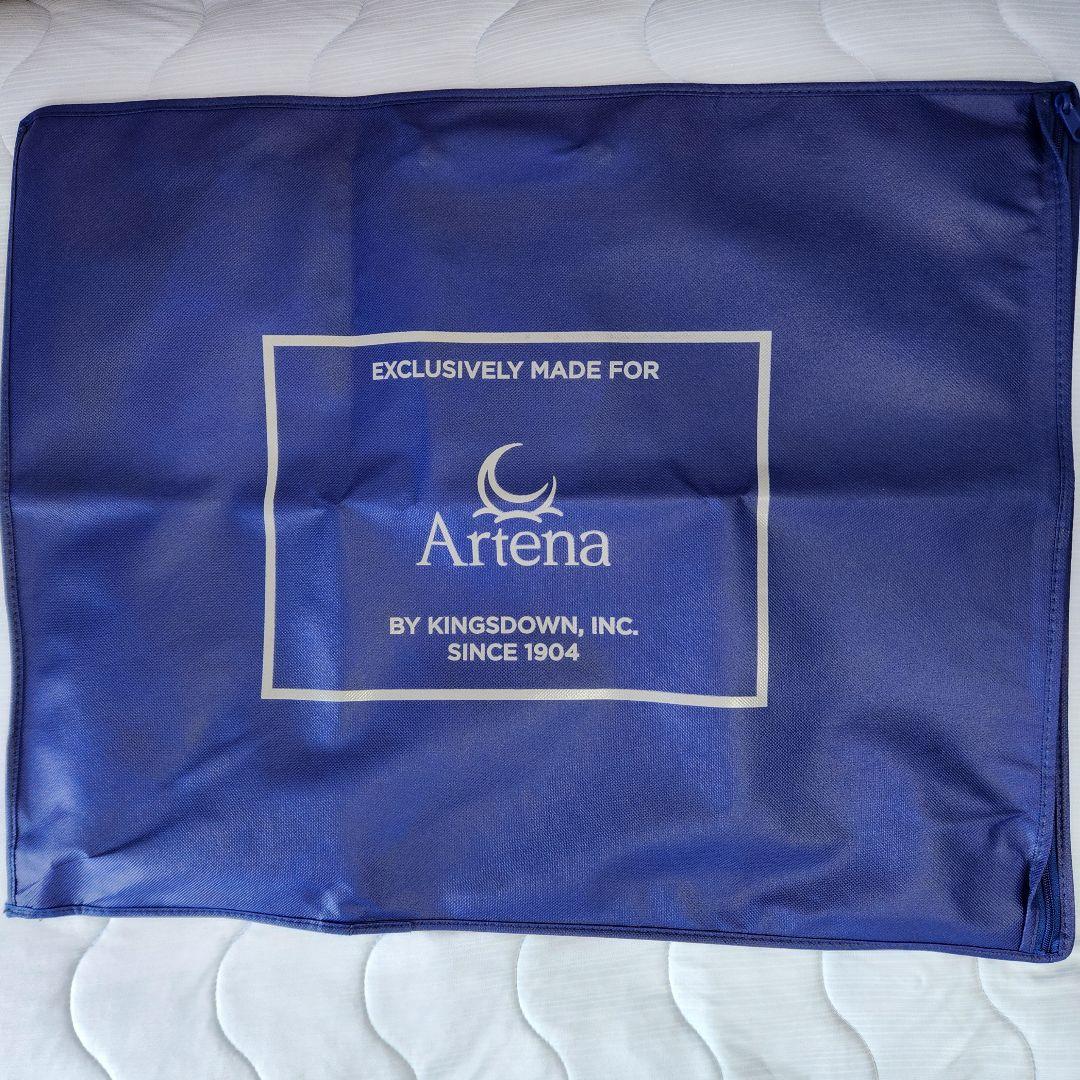 EXCLUSIVELY MADE FOR
Artena
BY KINGSDOWN, INC.
SINCE 1904